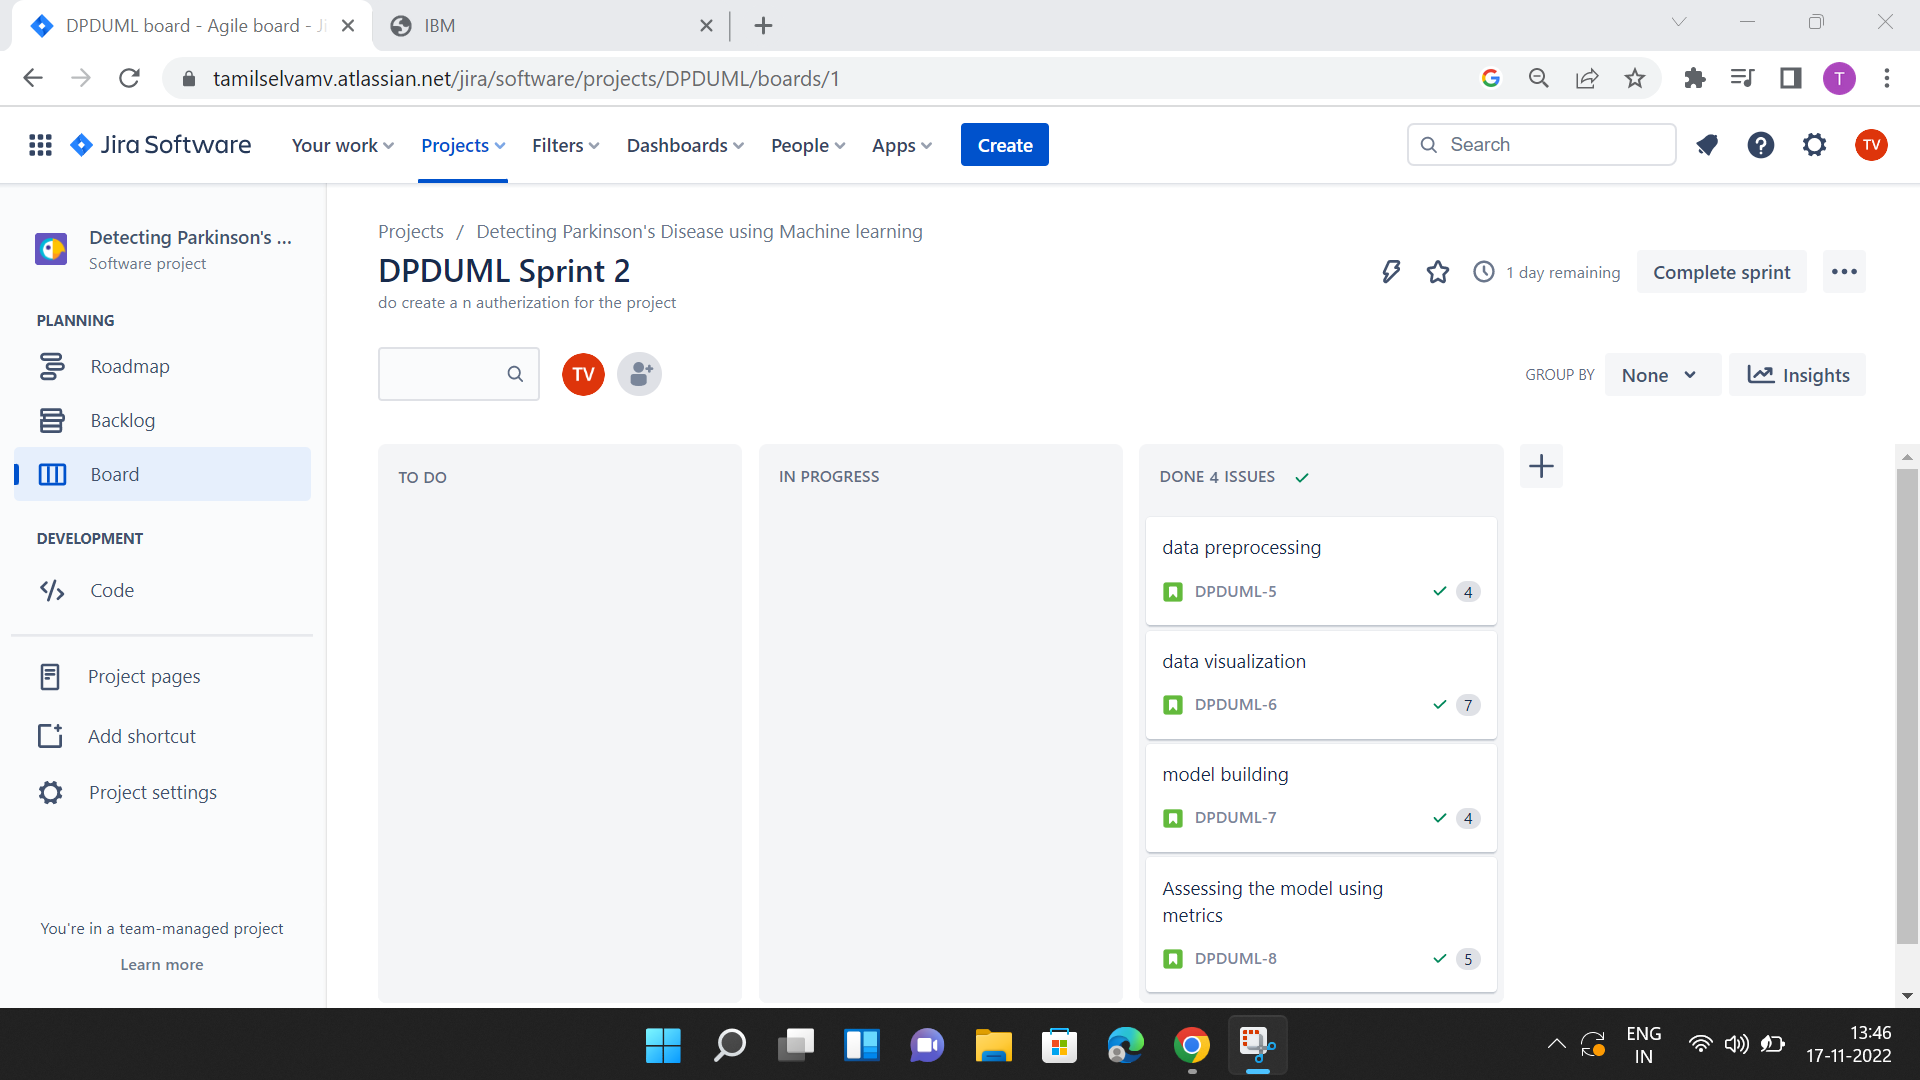 DPDUML board - Agile board - Ji
IBM
tamilselvamv.atlassian.net/jira/software/projects/DPDUML/boards/1
T
Jira Software
Your work
Projects
Filters
Dashboards
People
Apps
Create
Search
TV
Detecting Parkinson's ...
Software project
PLANNING
Roadmap
Backlog
Board
DEVELOPMENT
Code
Project pages
Add shortcut
Project settings
You're in a team-managed project
Learn more
Projects / Detecting Parkinson's Disease using Machine learning
DPDUML Sprint 2
do create a n autherization for the project
1 day remaining
Complete sprint
TV
GROUP BY
None
Insights
TO DO
IN PROGRESS
DONE 4 ISSUES
data preprocessing
DPDUML-5
4
data visualization
DPDUML-6
7
model building
DPDUML-7
4
Assessing the model using
metrics
DPDUML-8
5
ENG
IN
13:46
17-11-2022